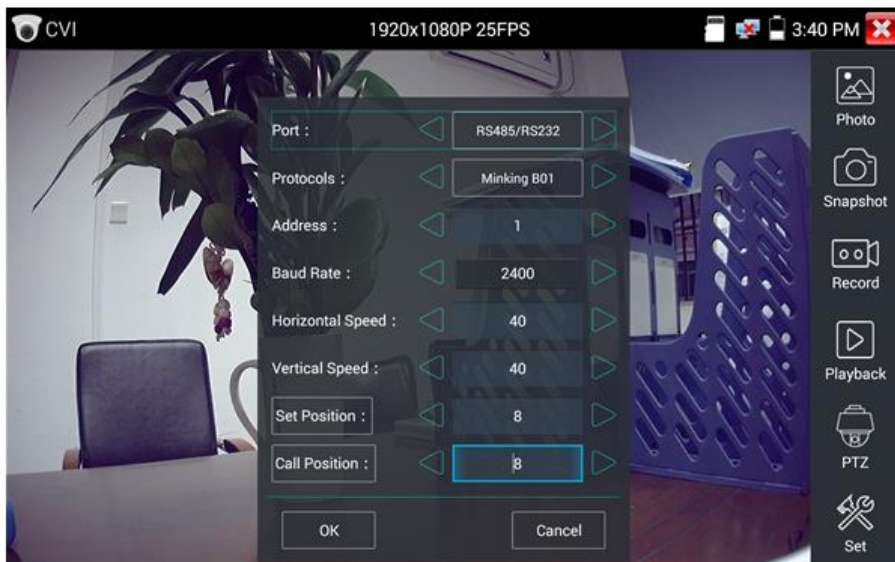 CVI 1920x1080P 25FPS 3:40 PM
Port : RS485/RS232
Protocols : Minking B01
Address : 1
Baud Rate : 2400
Horizontal Speed : 40
Vertical Speed : 40
Set Position : 8
Call Position : 8
OK Cancel
Photo
Snapshot
Record
Playback
PTZ
Set